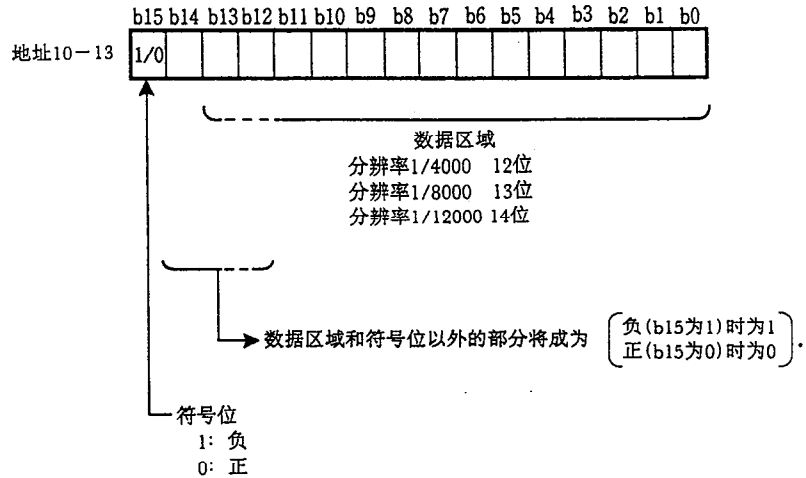 b15 b14 b13 b12 b11 b10 b9 b8 b7 b6 b5 b4 b3 b2 b1 b0
地址10－13 1/0
数据区域
分辨率1/4000 12位
分辨率1/8000 13位
分辨率1/12000 14位
数据区域和符号位以外的部分将成为
负(b15为1)时为1
正(b15为0)时为0
.
符号位
1: 负
0: 正